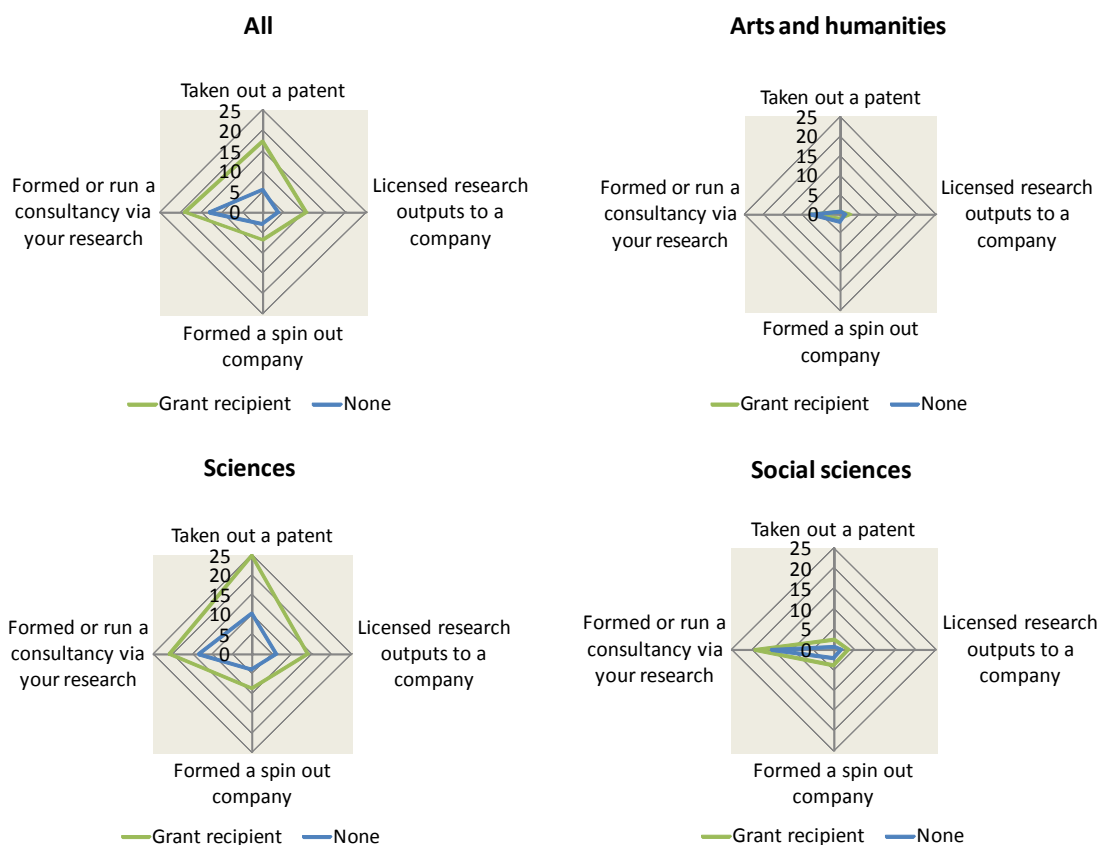 All
Taken out a patent
25
20
15
10
5
0
Formed or run a
consultancy via
your research
Licensed research
outputs to a
company
Formed a spin out
company
Grant recipient
None
Arts and humanities
Taken out a patent
25
20
15
10
5
0
Formed or run a
consultancy via
your research
Licensed research
outputs to a
company
Formed a spin out
company
Grant recipient
None
Sciences
Taken out a patent
25
20
15
10
5
0
Formed or run a
consultancy via
your research
Licensed research
outputs to a
company
Formed a spin out
company
Grant recipient
None
Social sciences
Taken out a patent
25
20
15
10
5
0
Formed or run a
consultancy via
your research
Licensed research
outputs to a
company
Formed a spin out
company
Grant recipient
None